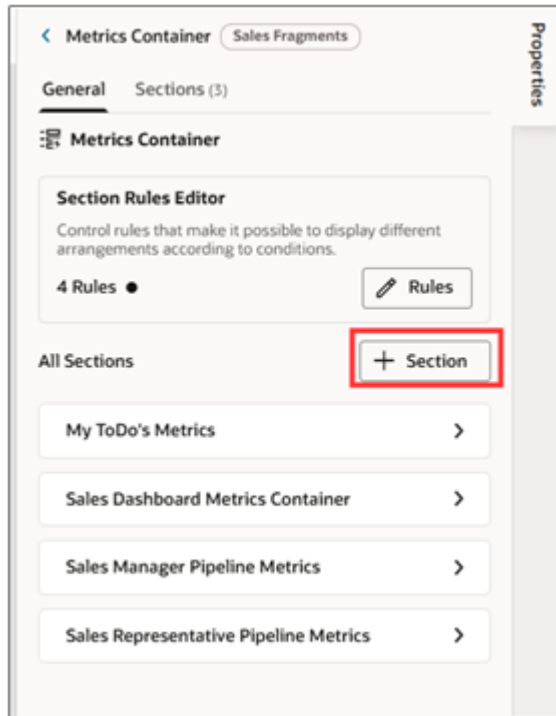 Metrics Container Sales Fragments
Properties
General Sections (3)
Metrics Container
Section Rules Editor
Control rules that make it possible to display different
arrangements according to conditions.
4 Rules
Rules
All Sections
+ Section
My ToDo's Metrics
Sales Dashboard Metrics Container
Sales Manager Pipeline Metrics
Sales Representative Pipeline Metrics